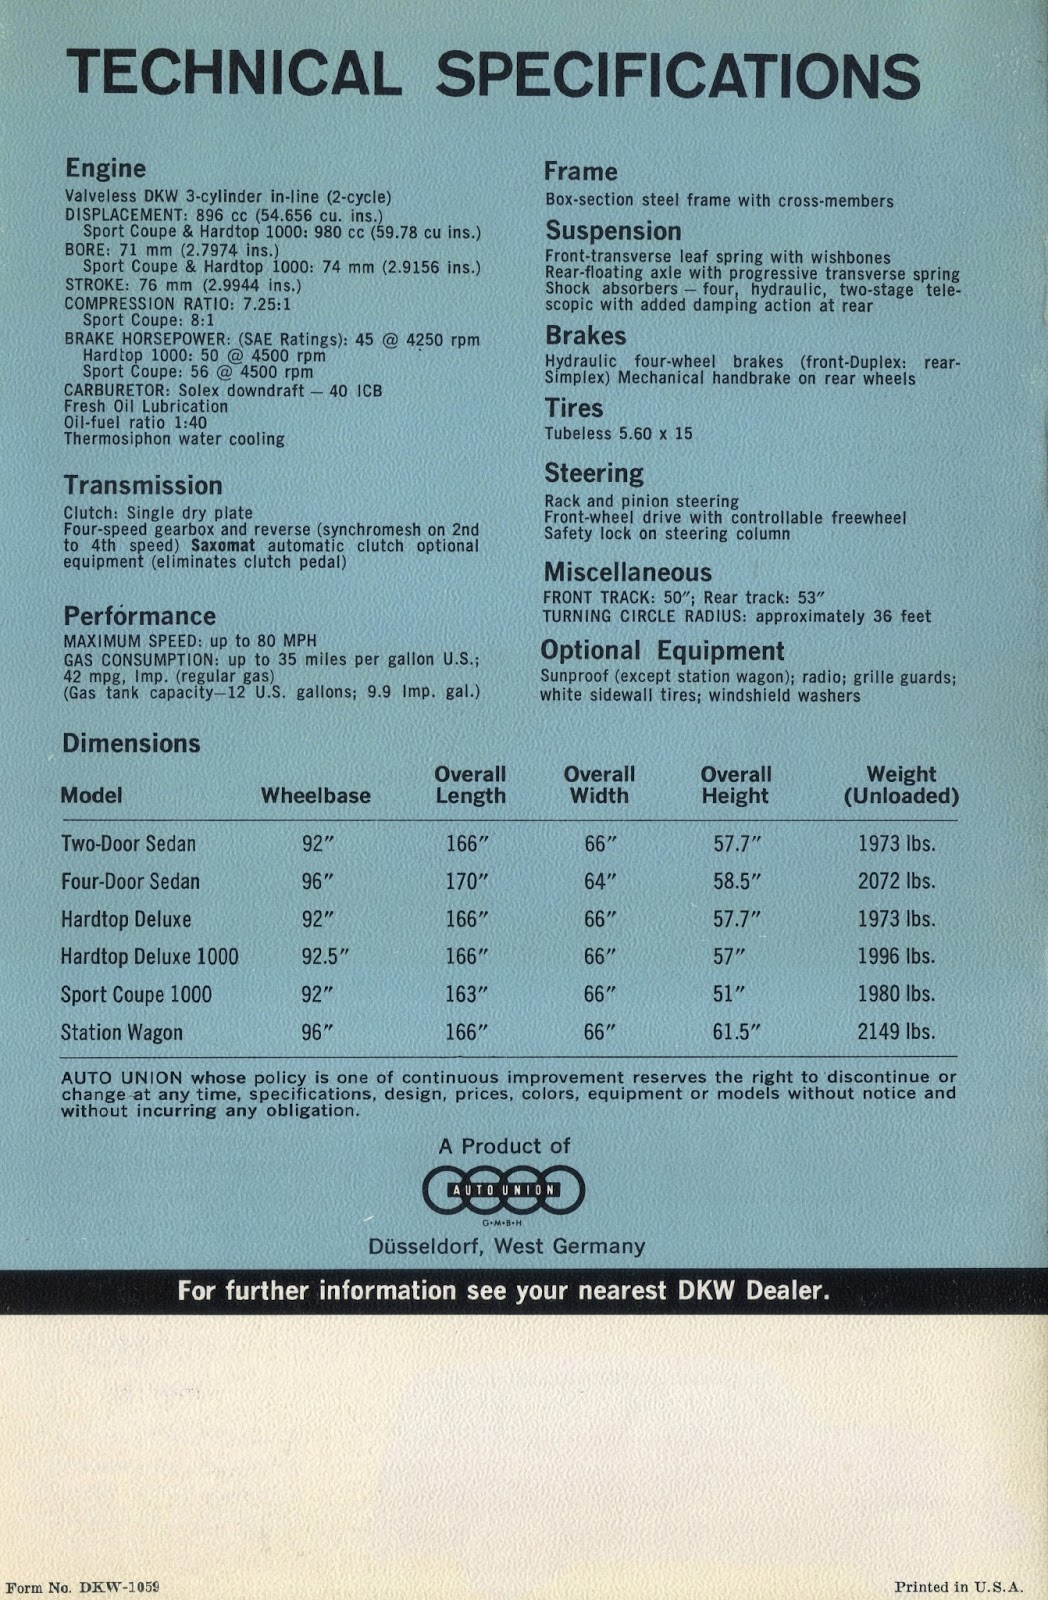 TECHNICAL SPECIFICATIONS
Engine
Valveless DKW 3-cylinder in-line (2-cycle)
DISPLACEMENT: 896 cc (54.656 cu. ins.)
Sport Coupe & Hardtop 1000: 980 cc (59.78 cu ins.)
BORE: 71 mm (2.7974 ins.)
Sport Coupe & Hardtop 1000: 74 mm (2.9156 ins.)
STROKE: 76 mm (2.9944 ins.)
COMPRESSION RATIO: 7.25:1
Sport Coupe: 8:1
BRAKE HORSEPOWER: (SAE Ratings): 45 @ 4250 rpm
Hardtop 1000: 50 @ 4500 rpm
Sport Coupe: 56 @ 4500 rpm
CARBURETOR: Solex downdraft — 40 ICB
Fresh Oil Lubrication
Oil-fuel ratio 1:40
Thermosiphon water cooling
Transmission
Clutch: Single dry plate
Four-speed gearbox and reverse (synchromesh on 2nd
to 4th speed) Saxomat automatic clutch optional
equipment (eliminates clutch pedal)
Performance
MAXIMUM SPEED: up to 80 MPH
GAS CONSUMPTION: up to 35 miles per gallon U.S.;
42 mpg, Imp. (regular gas)
(Gas tank capacity—12 U.S. gallons; 9.9 Imp. gal.)
Frame
Box-section steel frame with cross-members
Suspension
Front-transverse leaf spring with wishbones
Rear-floating axle with progressive transverse spring
Shock absorbers — four, hydraulic, two-stage tele-
scopic with added damping action at rear
Brakes
Hydraulic four-wheel brakes (front-Duplex: rear-
Simplex) Mechanical handbrake on rear wheels
Tires
Tubeless 5.60 x 15
Steering
Rack and pinion steering
Front-wheel drive with controllable freewheel
Safety lock on steering column
Miscellaneous
FRONT TRACK: 50″; Rear track: 53″
TURNING CIRCLE RADIUS: approximately 36 feet
Optional Equipment
Sunproof (except station wagon); radio; grille guards;
white sidewall tires; windshield washers
Dimensions
Model Wheelbase Overall Length Overall Width Overall Height Weight (Unloaded)
Two-Door Sedan 92″ 166″ 66″ 57.7″ 1973 lbs.
Four-Door Sedan 96″ 170″ 64″ 58.5″ 2072 lbs.
Hardtop Deluxe 92″ 166″ 66″ 57.7″ 1973 lbs.
Hardtop Deluxe 1000 92.5″ 166″ 66″ 57″ 1996 lbs.
Sport Coupe 1000 92″ 163″ 66″ 51″ 1980 lbs.
Station Wagon 96″ 166″ 66″ 61.5″ 2149 lbs.
AUTO UNION whose policy is one of continuous improvement reserves the right to discontinue or
change at any time, specifications, design, prices, colors, equipment or models without notice and
without incurring any obligation.
A Product of
AUTO UNION
G•M•B•H
Düsseldorf, West Germany
For further information see your nearest DKW Dealer.
Form No. DKW-1059
Printed in U.S.A.